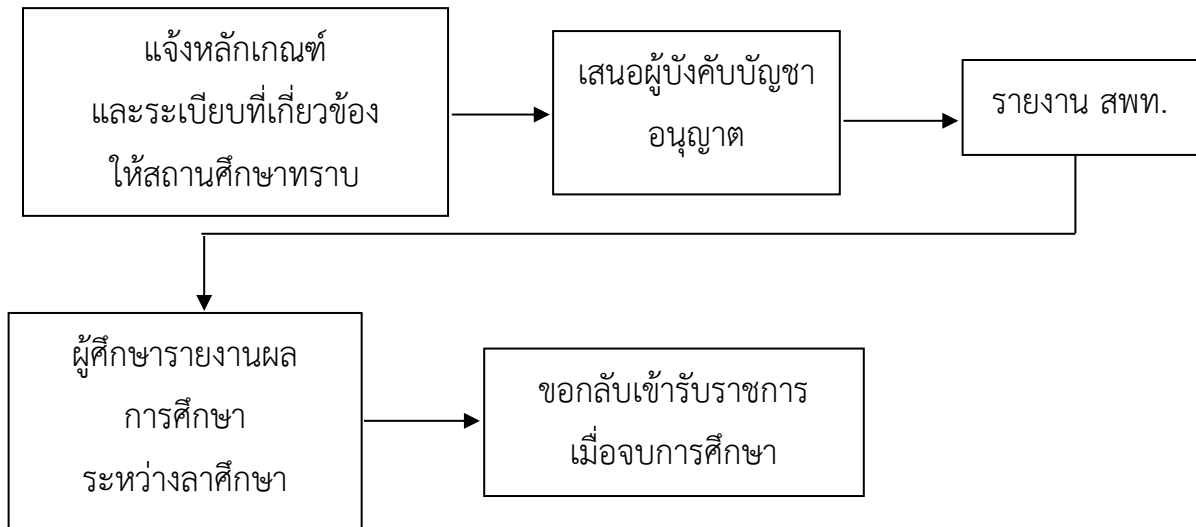 แจ้งหลักเกณฑ์
และระเบียบที่เกี่ยวข้อง
ให้สถานศึกษาทราบ
เสนอผู้บังคับบัญชา
อนุญาต
รายงาน สพท.
ผู้ศึกษารายงานผล
การศึกษา
ระหว่างลาศึกษา
ขอกลับเข้ารับราชการ
เมื่อจบการศึกษา